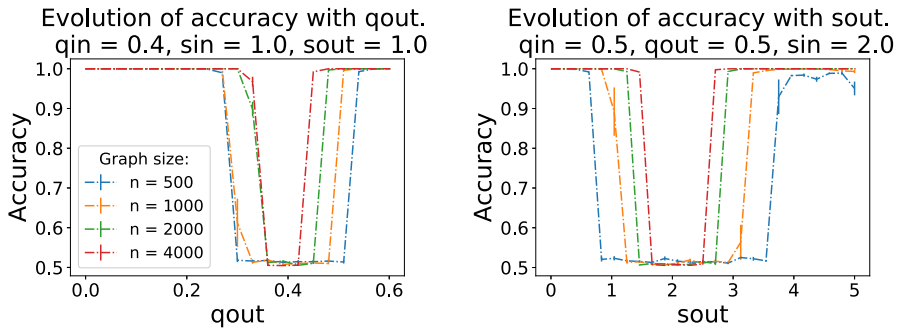 Evolution of accuracy with qout.
qin = 0.4, sin = 1.0, sout = 1.0
1.0
0.9
0.8
0.7
0.6
0.5
Accuracy
Graph size:
n = 500
n = 1000
n = 2000
n = 4000
0.0
0.2
0.4
0.6
qout
Evolution of accuracy with sout.
qin = 0.5, qout = 0.5, sin = 2.0
1.0
0.9
0.8
0.7
0.6
0.5
Accuracy
0
1
2
3
4
5
sout